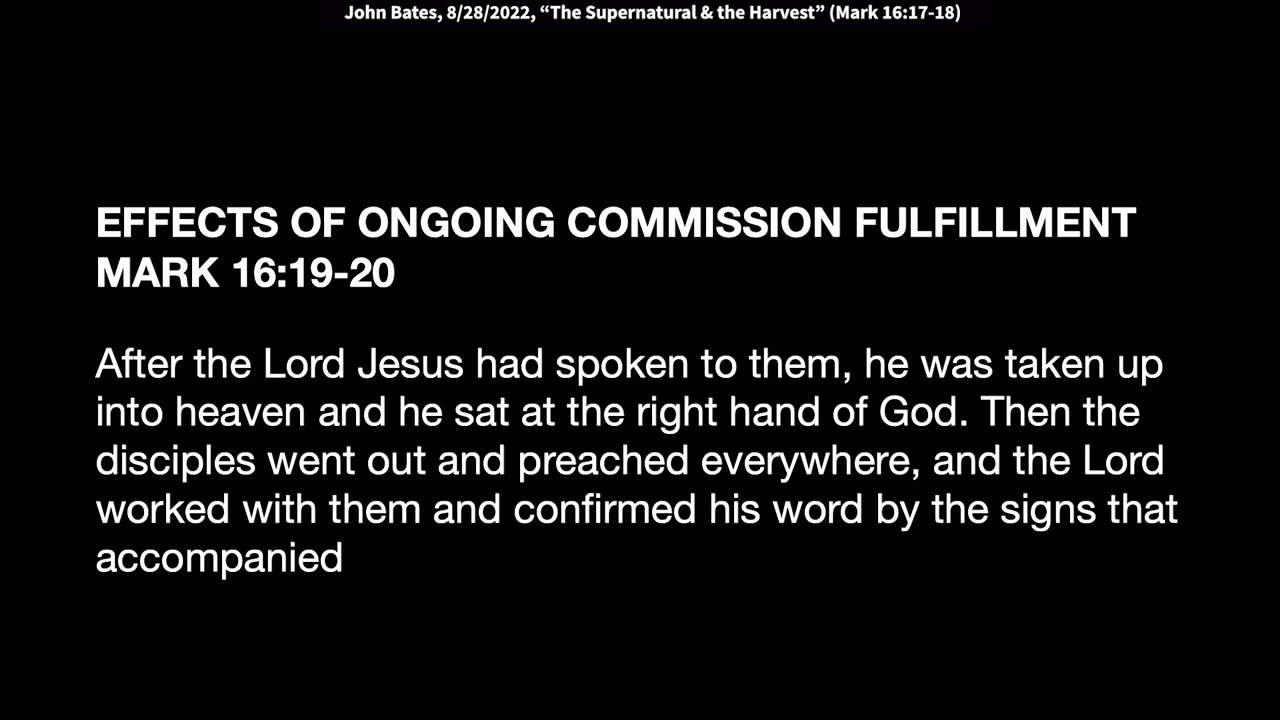 John Bates, 8/28/2022, “The Supernatural & the Harvest” (Mark 16:17-18)
EFFECTS OF ONGOING COMMISSION FULFILLMENT
MARK 16:19-20
After the Lord Jesus had spoken to them, he was taken up
into heaven and he sat at the right hand of God. Then the
disciples went out and preached everywhere, and the Lord
worked with them and confirmed his word by the signs that
accompanied